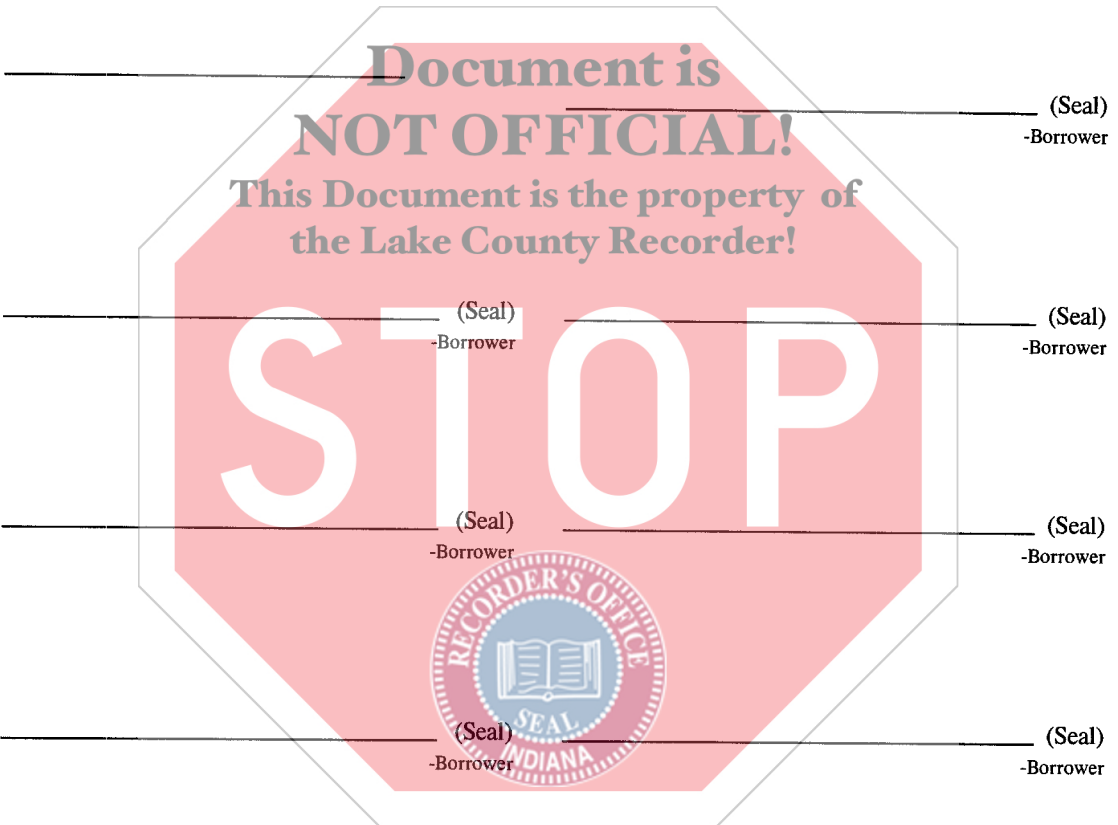 Document is
(Seal)
-Borrower
NOT OFFICIAL!
This Document is the property of
the Lake County Recorder!
(Seal)
(Seal)
-Borrower
-Borrower
STOP
(Seal)
(Seal)
-Borrower
-Borrower
RECORDER'S OFFICE
SEAL
INDIANA
(Seal)
(Seal)
-Borrower
-Borrower